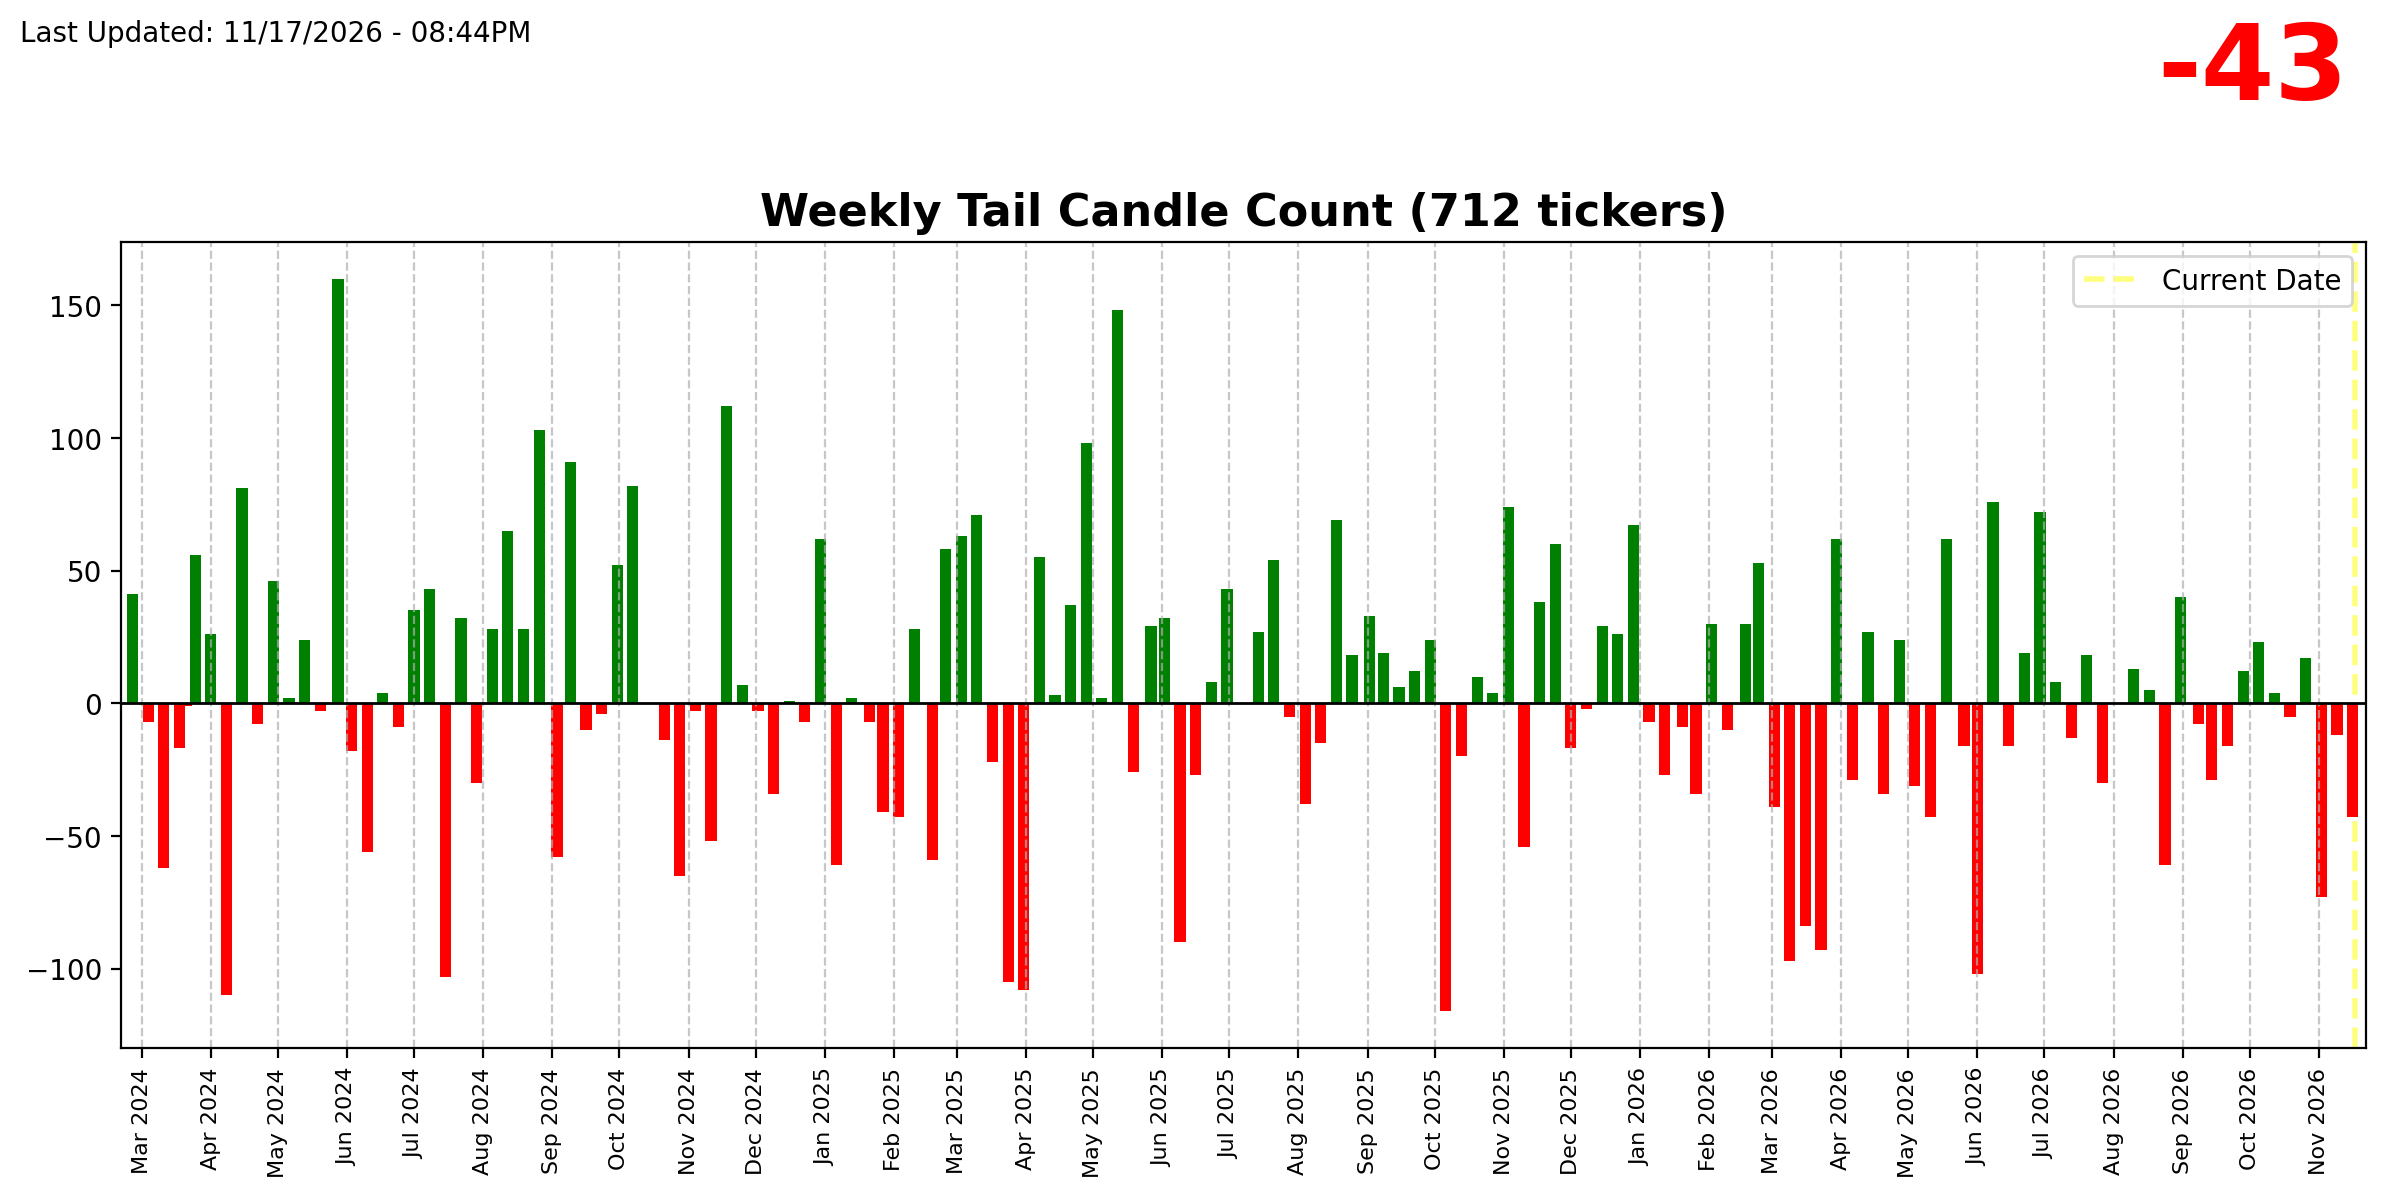 Last Updated: 11/17/2026 - 08:44PM
-43
Weekly Tail Candle Count (712 tickers)
Current Date
150
100
50
0
−50
−100
Mar 2024
Apr 2024
May 2024
Jun 2024
Jul 2024
Aug 2024
Sep 2024
Oct 2024
Nov 2024
Dec 2024
Jan 2025
Feb 2025
Mar 2025
Apr 2025
May 2025
Jun 2025
Jul 2025
Aug 2025
Sep 2025
Oct 2025
Nov 2025
Dec 2025
Jan 2026
Feb 2026
Mar 2026
Apr 2026
May 2026
Jun 2026
Jul 2026
Aug 2026
Sep 2026
Oct 2026
Nov 2026